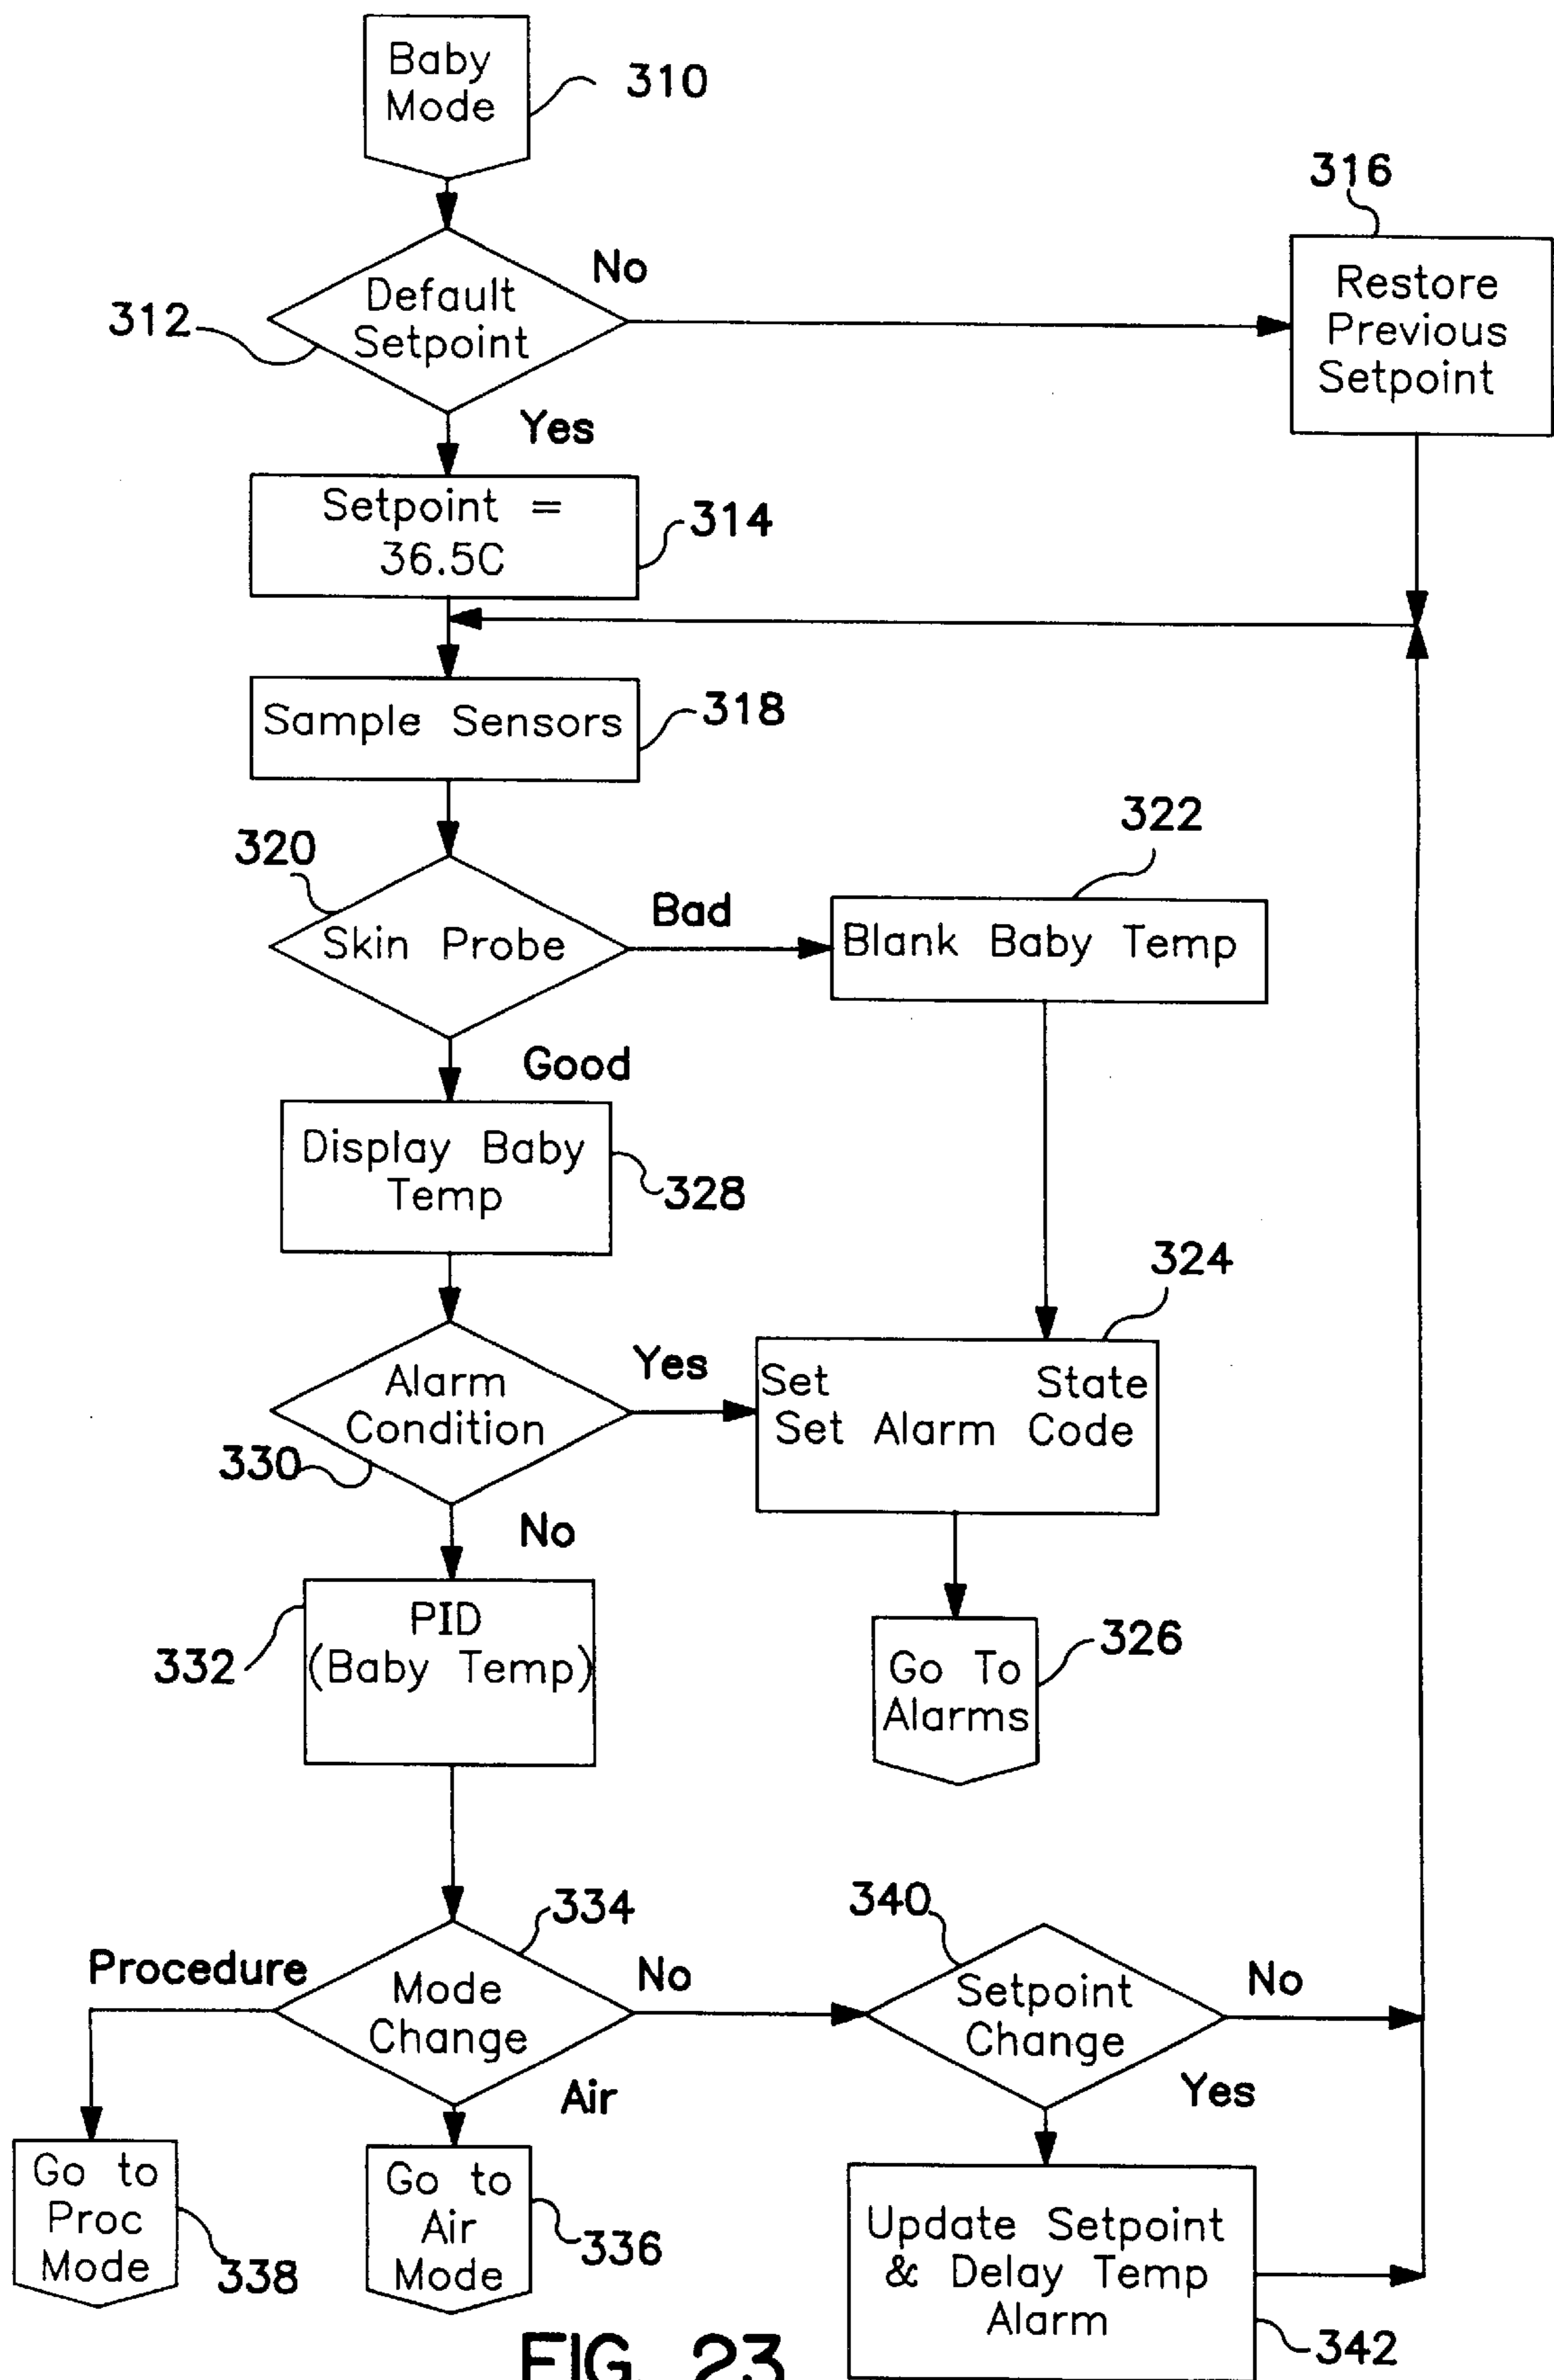 Baby
Mode
310
316
Default
Setpoint
No
312
Restore
Previous
Setpoint
Yes
Setpoint =
36.5C
314
Sample Sensors
318
322
320
Skin Probe
Bad
Blank Baby Temp
Good
Display Baby
Temp
328
324
Alarm
Condition
Yes
330
Set State
Set Alarm Code
No
PID
(Baby Temp)
332
326
Go To
Alarms
334
340
Procedure
Mode
Change
No
Setpoint
Change
No
Air
Yes
Go to
Proc
Mode
338
Go to
Air
Mode
336
Update Setpoint
& Delay Temp
Alarm
342
FIG. 23